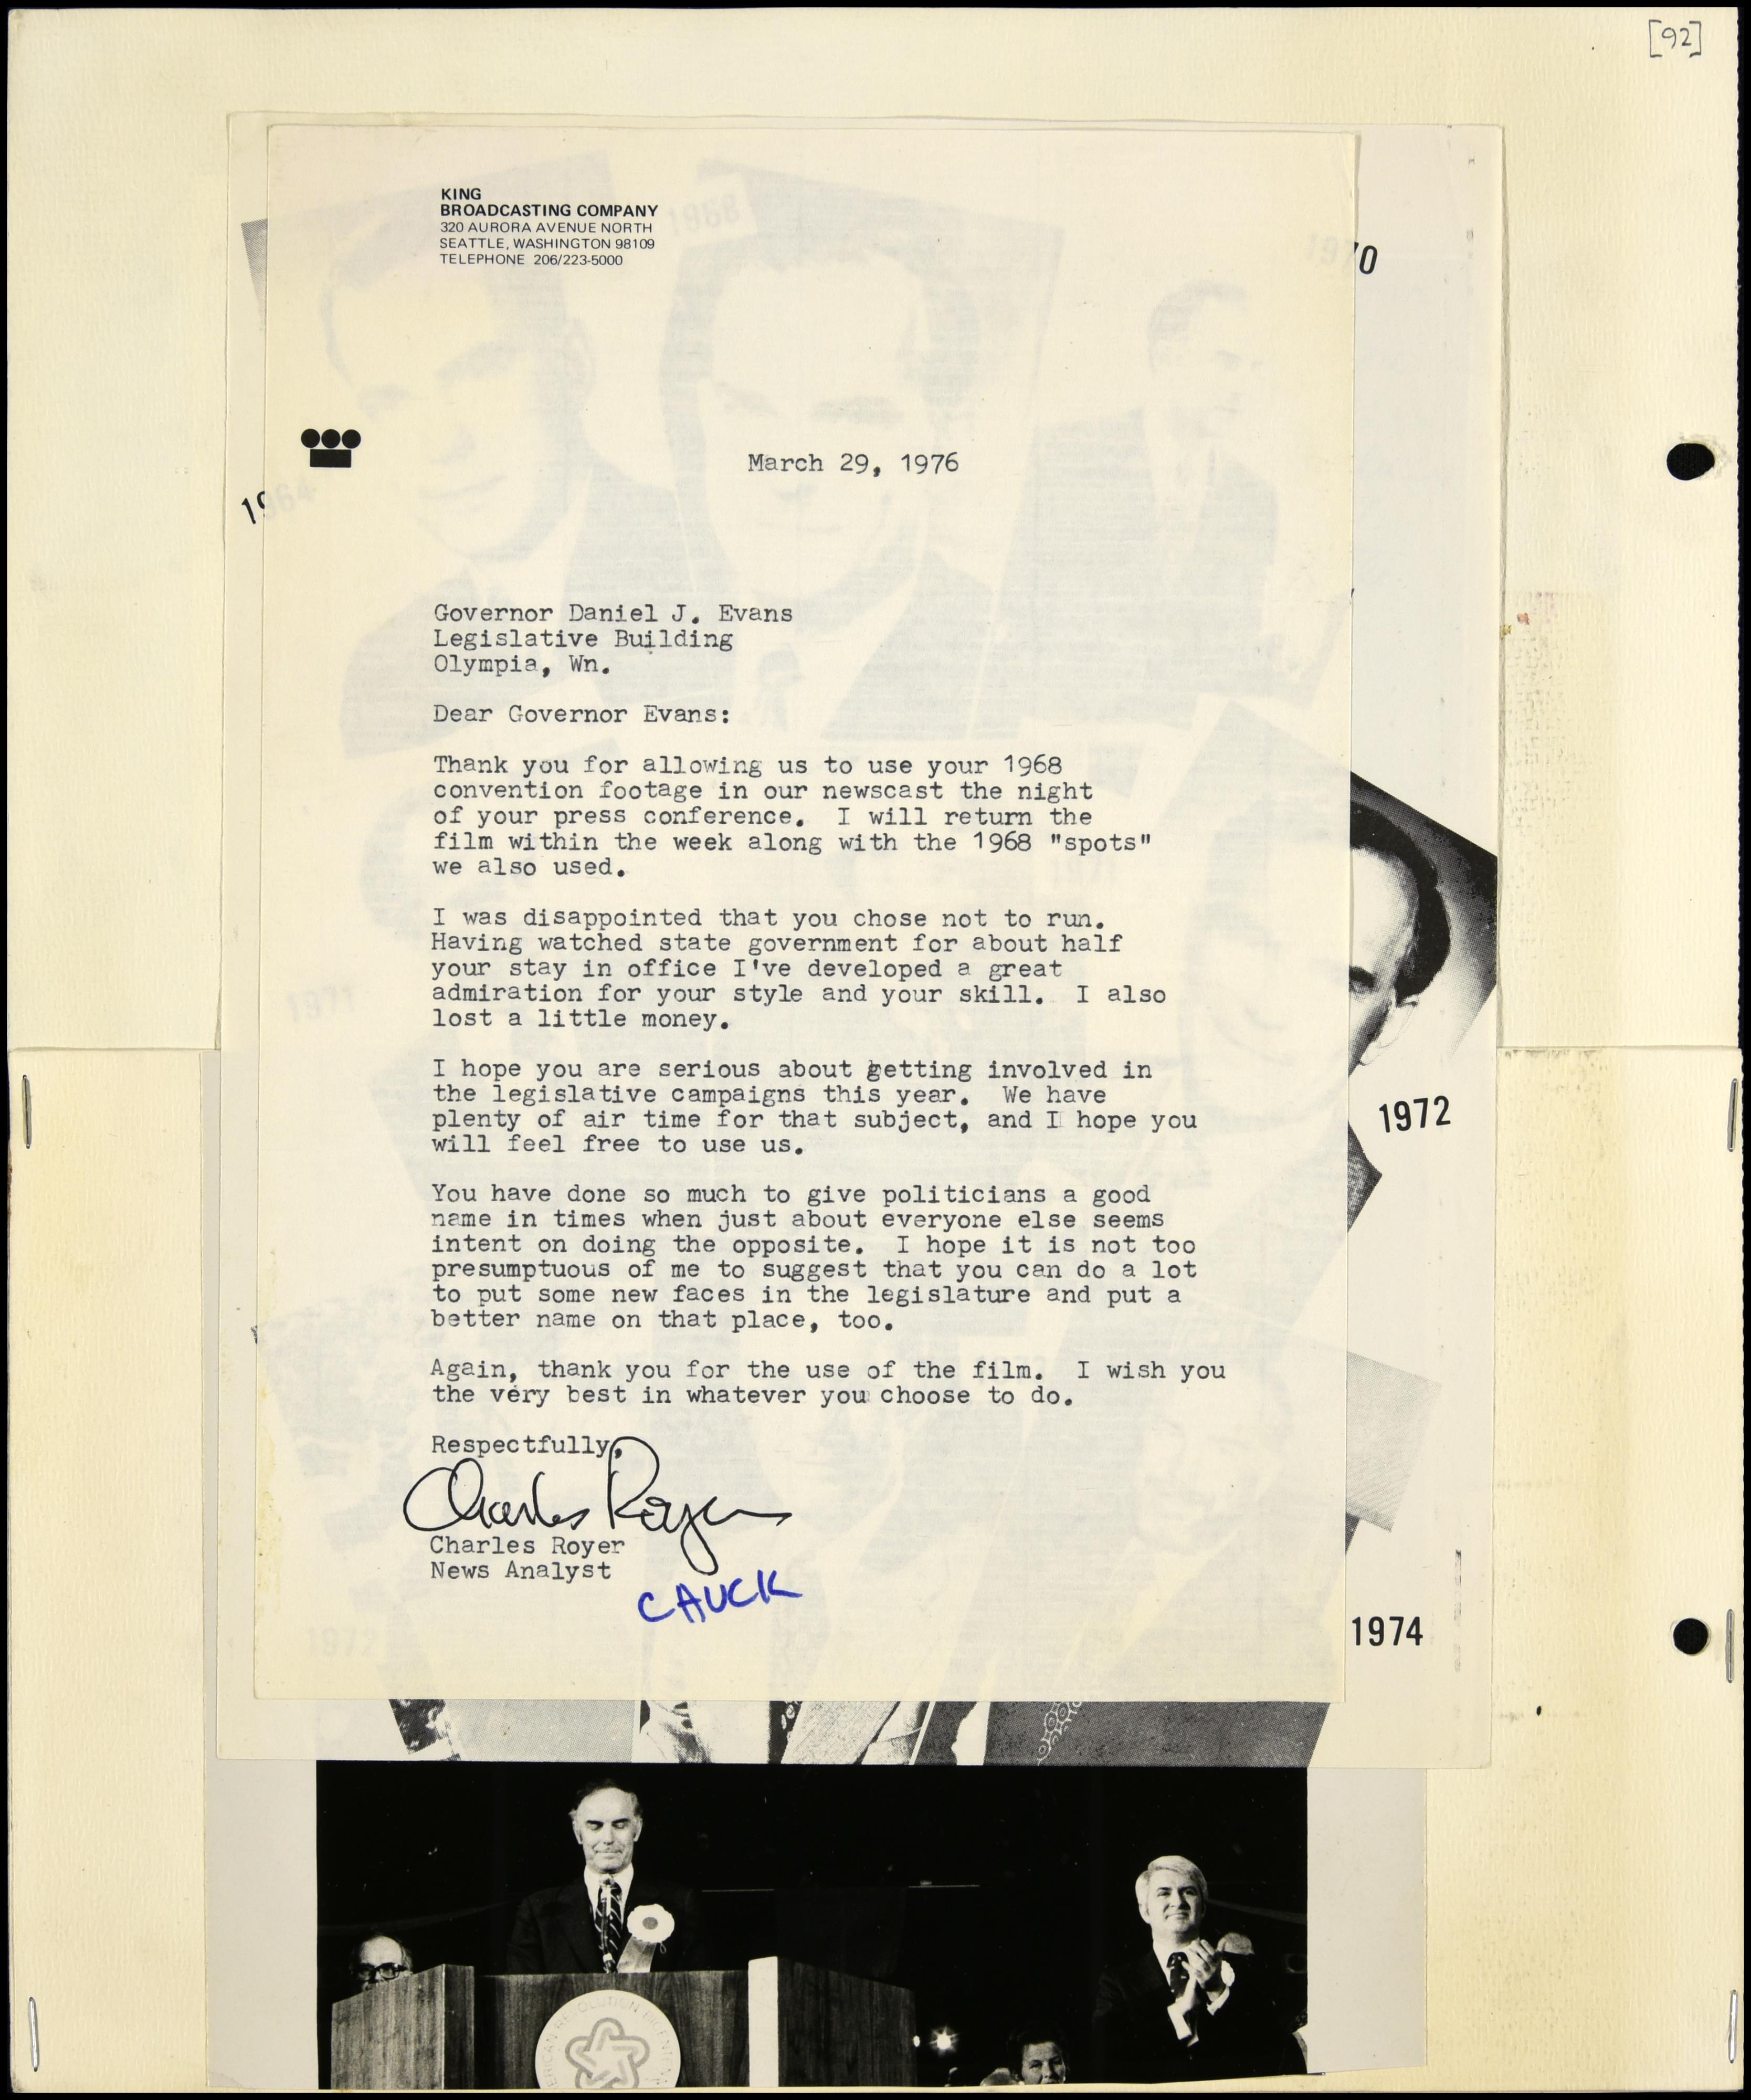 [92]
KING
BROADCASTING COMPANY
320 AURORA AVENUE NORTH
SEATTLE, WASHINGTON 98109
TELEPHONE 206/223-5000
1968
1970
March 29, 1976
1964
Governor Daniel J. Evans
Legislative Building
Olympia, Wn.
Dear Governor Evans:
Thank you for allowing us to use your 1968
convention footage in our newscast the night
of your press conference. I will return the
film within the week along with the 1968 "spots"
we also used.
I was disappointed that you chose not to run.
Having watched state government for about half
your stay in office I've developed a great
admiration for your style and your skill. I also
lost a little money.
1971
I hope you are serious about getting involved in
the legislative campaigns this year. We have
plenty of air time for that subject, and I hope you
will feel free to use us.
1972
You have done so much to give politicians a good
name in times when just about everyone else seems
intent on doing the opposite. I hope it is not too
presumptuous of me to suggest that you can do a lot
to put some new faces in the legislature and put a
better name on that place, too.
Again, thank you for the use of the film. I wish you
the very best in whatever you choose to do.
Respectfully,
Charles Royer
Charles Royer
News Analyst
CAUCK
1972
1974